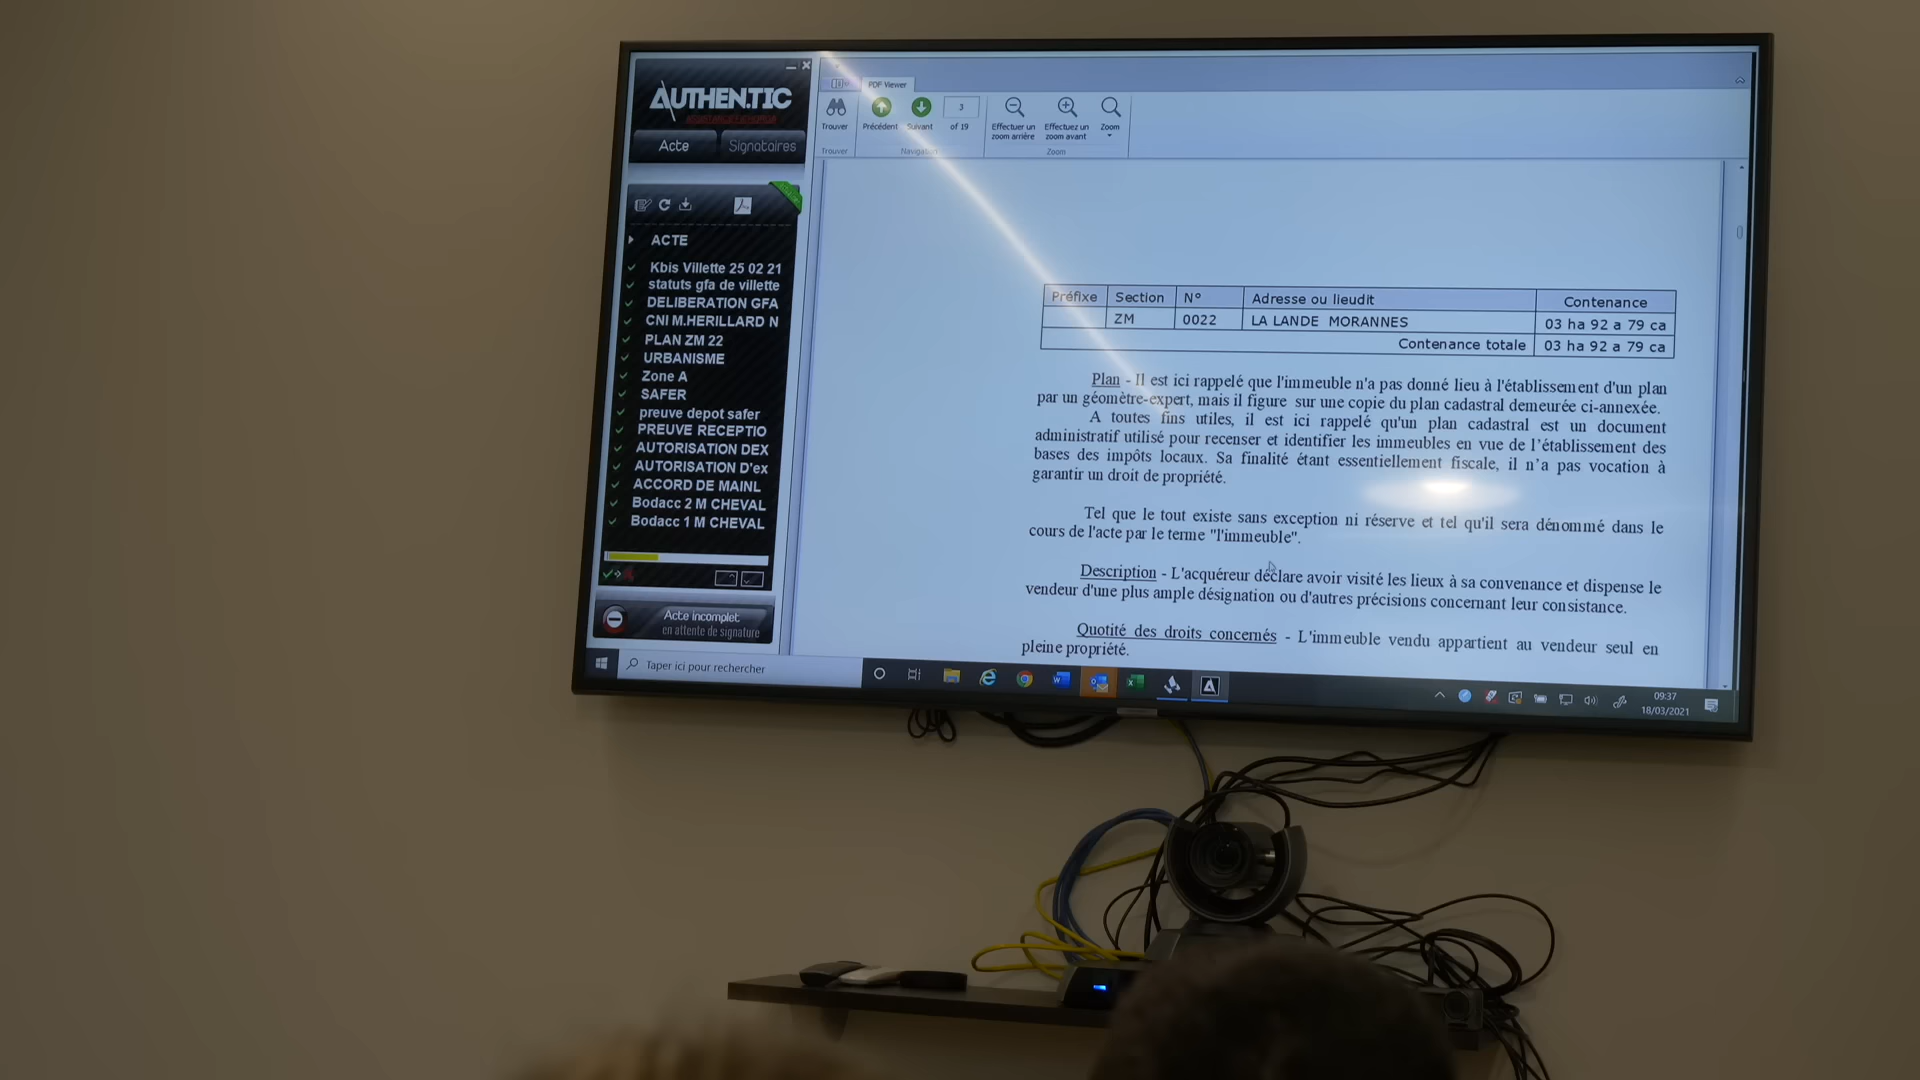 AUTHEN.TIC
Acte Signataires
ACTE
Kbis Villette 25 02 21
statuts gfa de villette
DELIBERATION GFA
CNI M.HERILLARD N
PLAN ZM 22
URBANISME
Zone A
SAFER
preuve depot safer
PREUVE RECEPTIO
AUTORISATION DEX
AUTORISATION D'ex
ACCORD DE MAINL
Bodacc 2 M CHEVAL
Bodacc 1 M CHEVAL
Acte incomplet
en attente de signature
PDF Viewer
Trouver Précédent Suivant 3 of 19 Effectuer un zoom arrière Effectuez un zoom avant Zoom
Trouver Navigation Zoom
Préfixe Section N° Adresse ou lieudit Contenance
ZM 0022 LA LANDE MORANNES 03 ha 92 a 79 ca
Contenance totale 03 ha 92 a 79 ca
Plan - Il est ici rappelé que l'immeuble n'a pas donné lieu à l'établissement d'un plan
par un géomètre-expert, mais il figure sur une copie du plan cadastral demeurée ci-annexée.
A toutes fins utiles, il est ici rappelé qu'un plan cadastral est un document
administratif utilisé pour recenser et identifier les immeubles en vue de l'établissement des
bases des impôts locaux. Sa finalité étant essentiellement fiscale, il n'a pas vocation à
garantir un droit de propriété.
Tel que le tout existe sans exception ni réserve et tel qu'il sera dénommé dans le
cours de l'acte par le terme "l'immeuble".
Description - L'acquéreur déclare avoir visité les lieux à sa convenance et dispense le
vendeur d'une plus ample désignation ou d'autres précisions concernant leur consistance.
Quotité des droits concernés - L'immeuble vendu appartient au vendeur seul en
pleine propriété.
Taper ici pour rechercher
09:37
18/03/2021